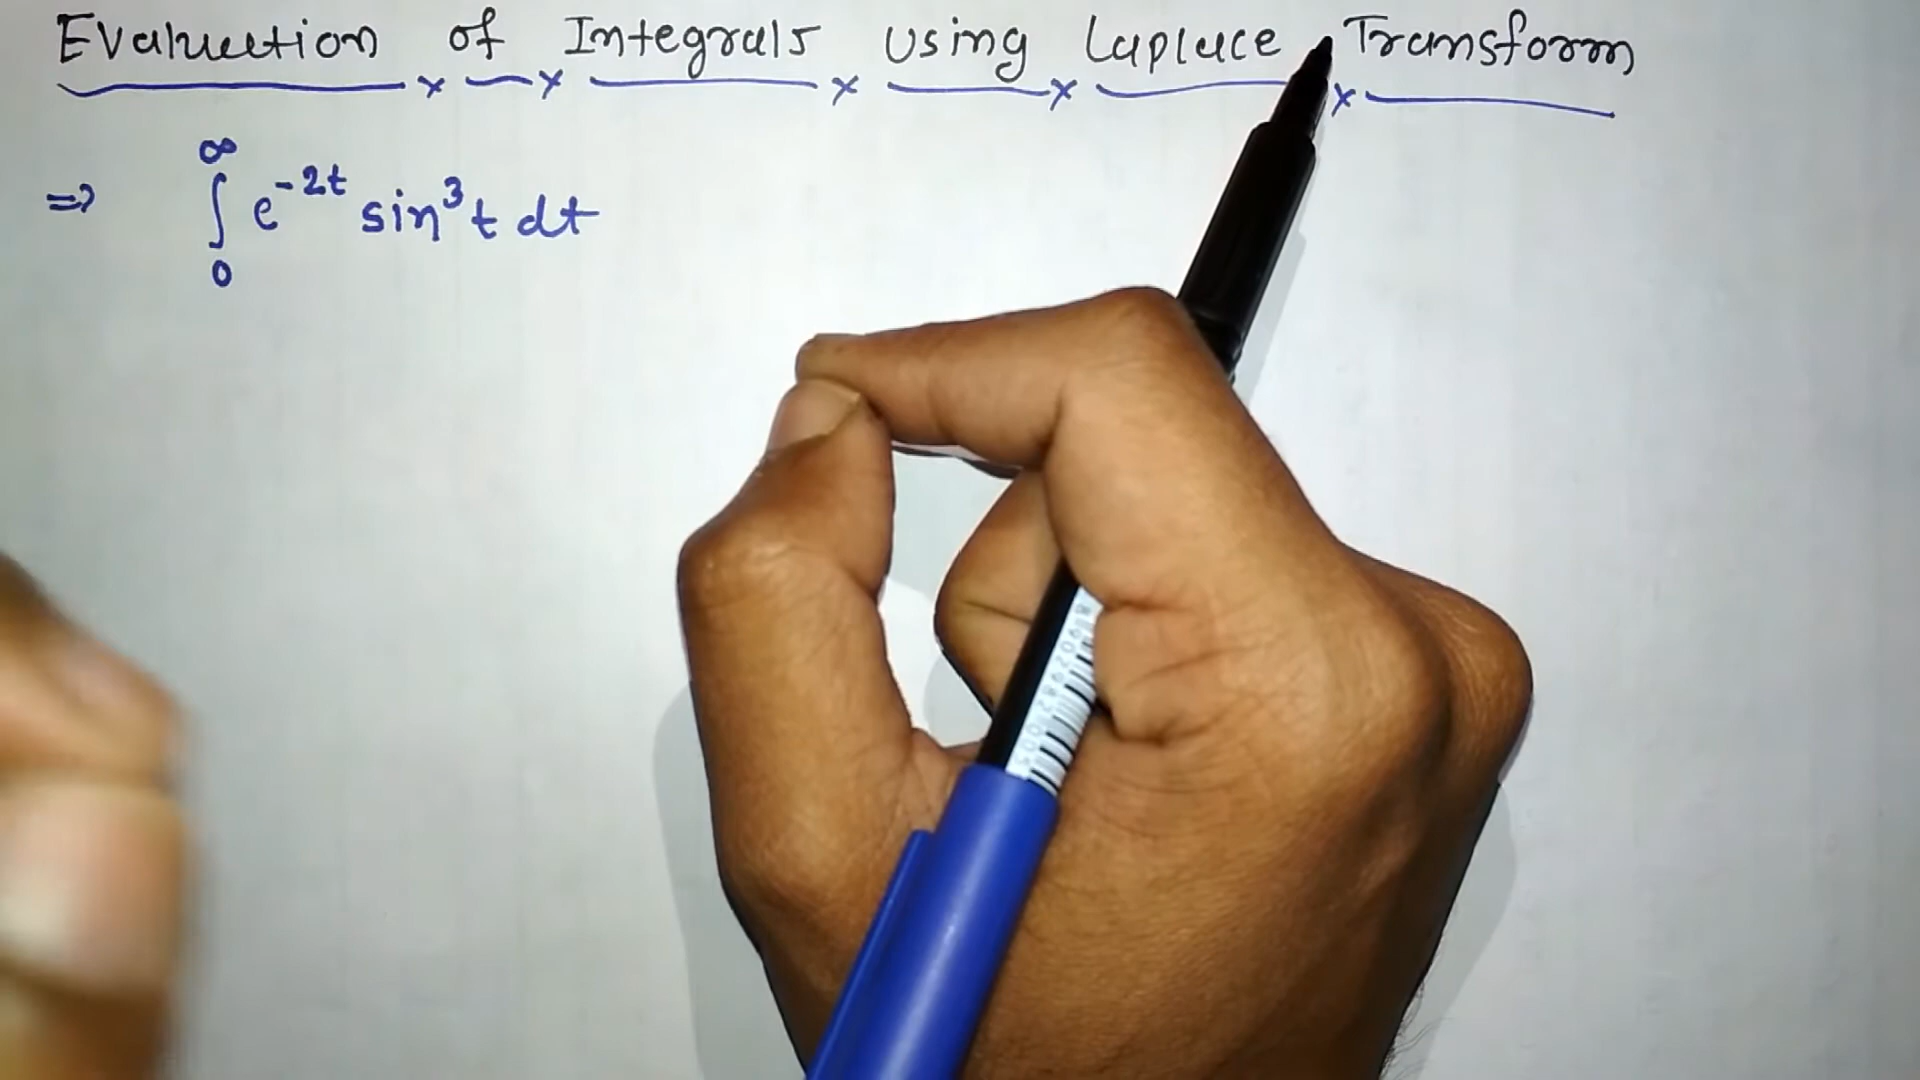 Evaluation of Integrals using Laplace Transform
⇒ ∫₀^∞ e^{-2t} sin³t dt